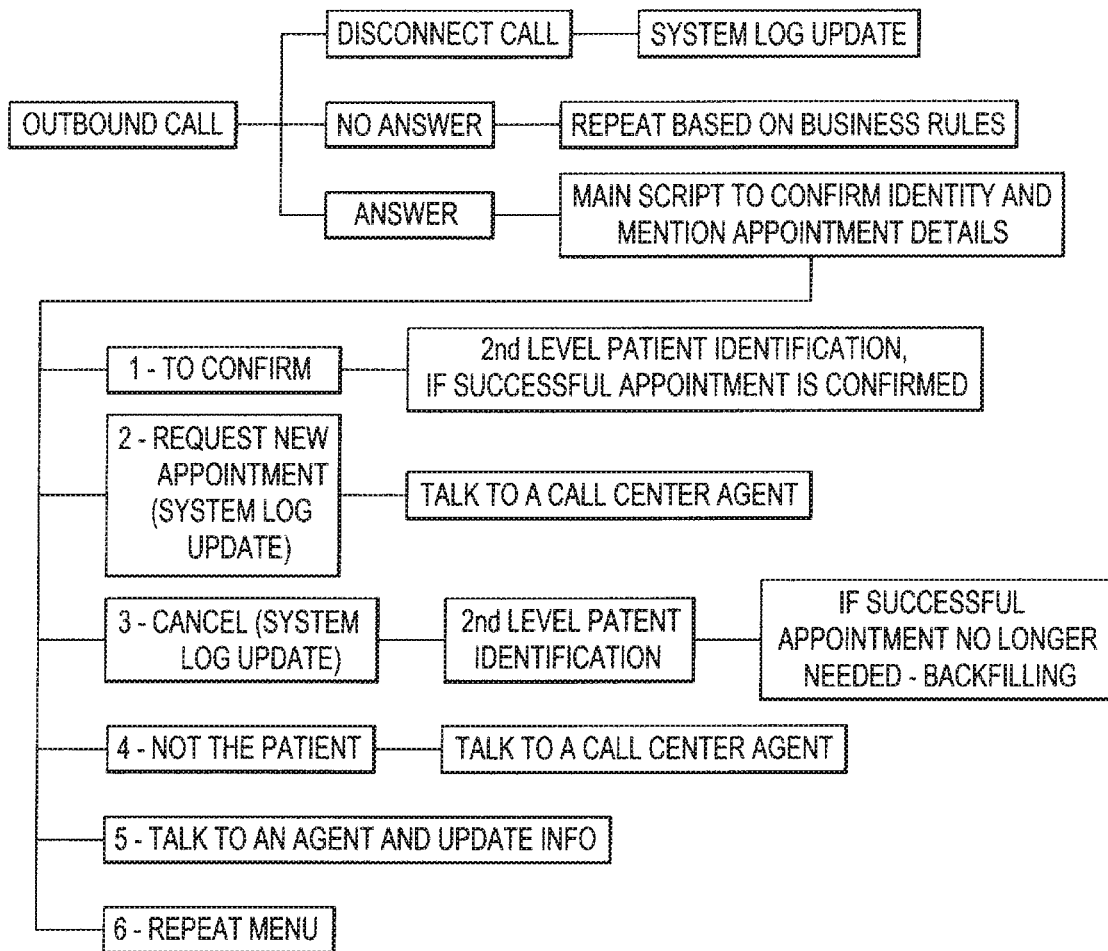 DISCONNECT CALL
SYSTEM LOG UPDATE
OUTBOUND CALL
NO ANSWER
REPEAT BASED ON BUSINESS RULES
ANSWER
MAIN SCRIPT TO CONFIRM IDENTITY AND
MENTION APPOINTMENT DETAILS
1 - TO CONFIRM
2nd LEVEL PATIENT IDENTIFICATION,
IF SUCCESSFUL APPOINTMENT IS CONFIRMED
2 - REQUEST NEW
APPOINTMENT
(SYSTEM LOG
UPDATE)
TALK TO A CALL CENTER AGENT
3 - CANCEL (SYSTEM
LOG UPDATE)
2nd LEVEL PATENT
IDENTIFICATION
IF SUCCESSFUL
APPOINTMENT NO LONGER
NEEDED - BACKFILLING
4 - NOT THE PATIENT
TALK TO A CALL CENTER AGENT
5 - TALK TO AN AGENT AND UPDATE INFO
6 - REPEAT MENU